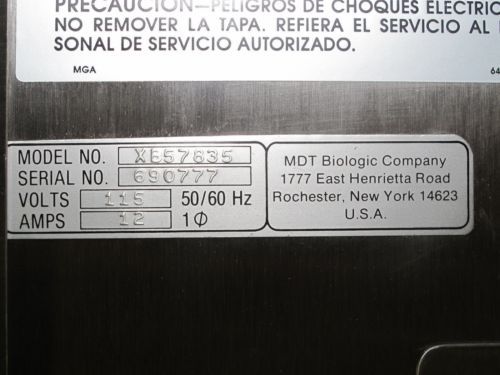 PRECAUCION—PELIGROS DE CHOQUES ELECTRIC
NO REMOVER LA TAPA. REFIERA EL SERVICIO AL
SONAL DE SERVICIO AUTORIZADO.
MGA
64
MODEL NO. XE57835
SERIAL NO. 690777
VOLTS 115 50/60 Hz
AMPS 12 1Φ
MDT Biologic Company
1777 East Henrietta Road
Rochester, New York 14623
U.S.A.